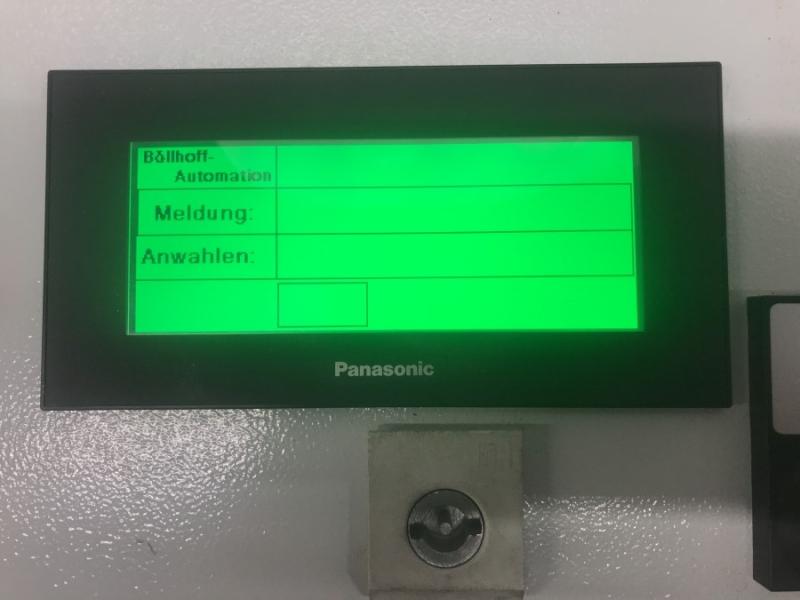 Böllhoff-
Automation
Meldung:
Anwahlen:
Panasonic